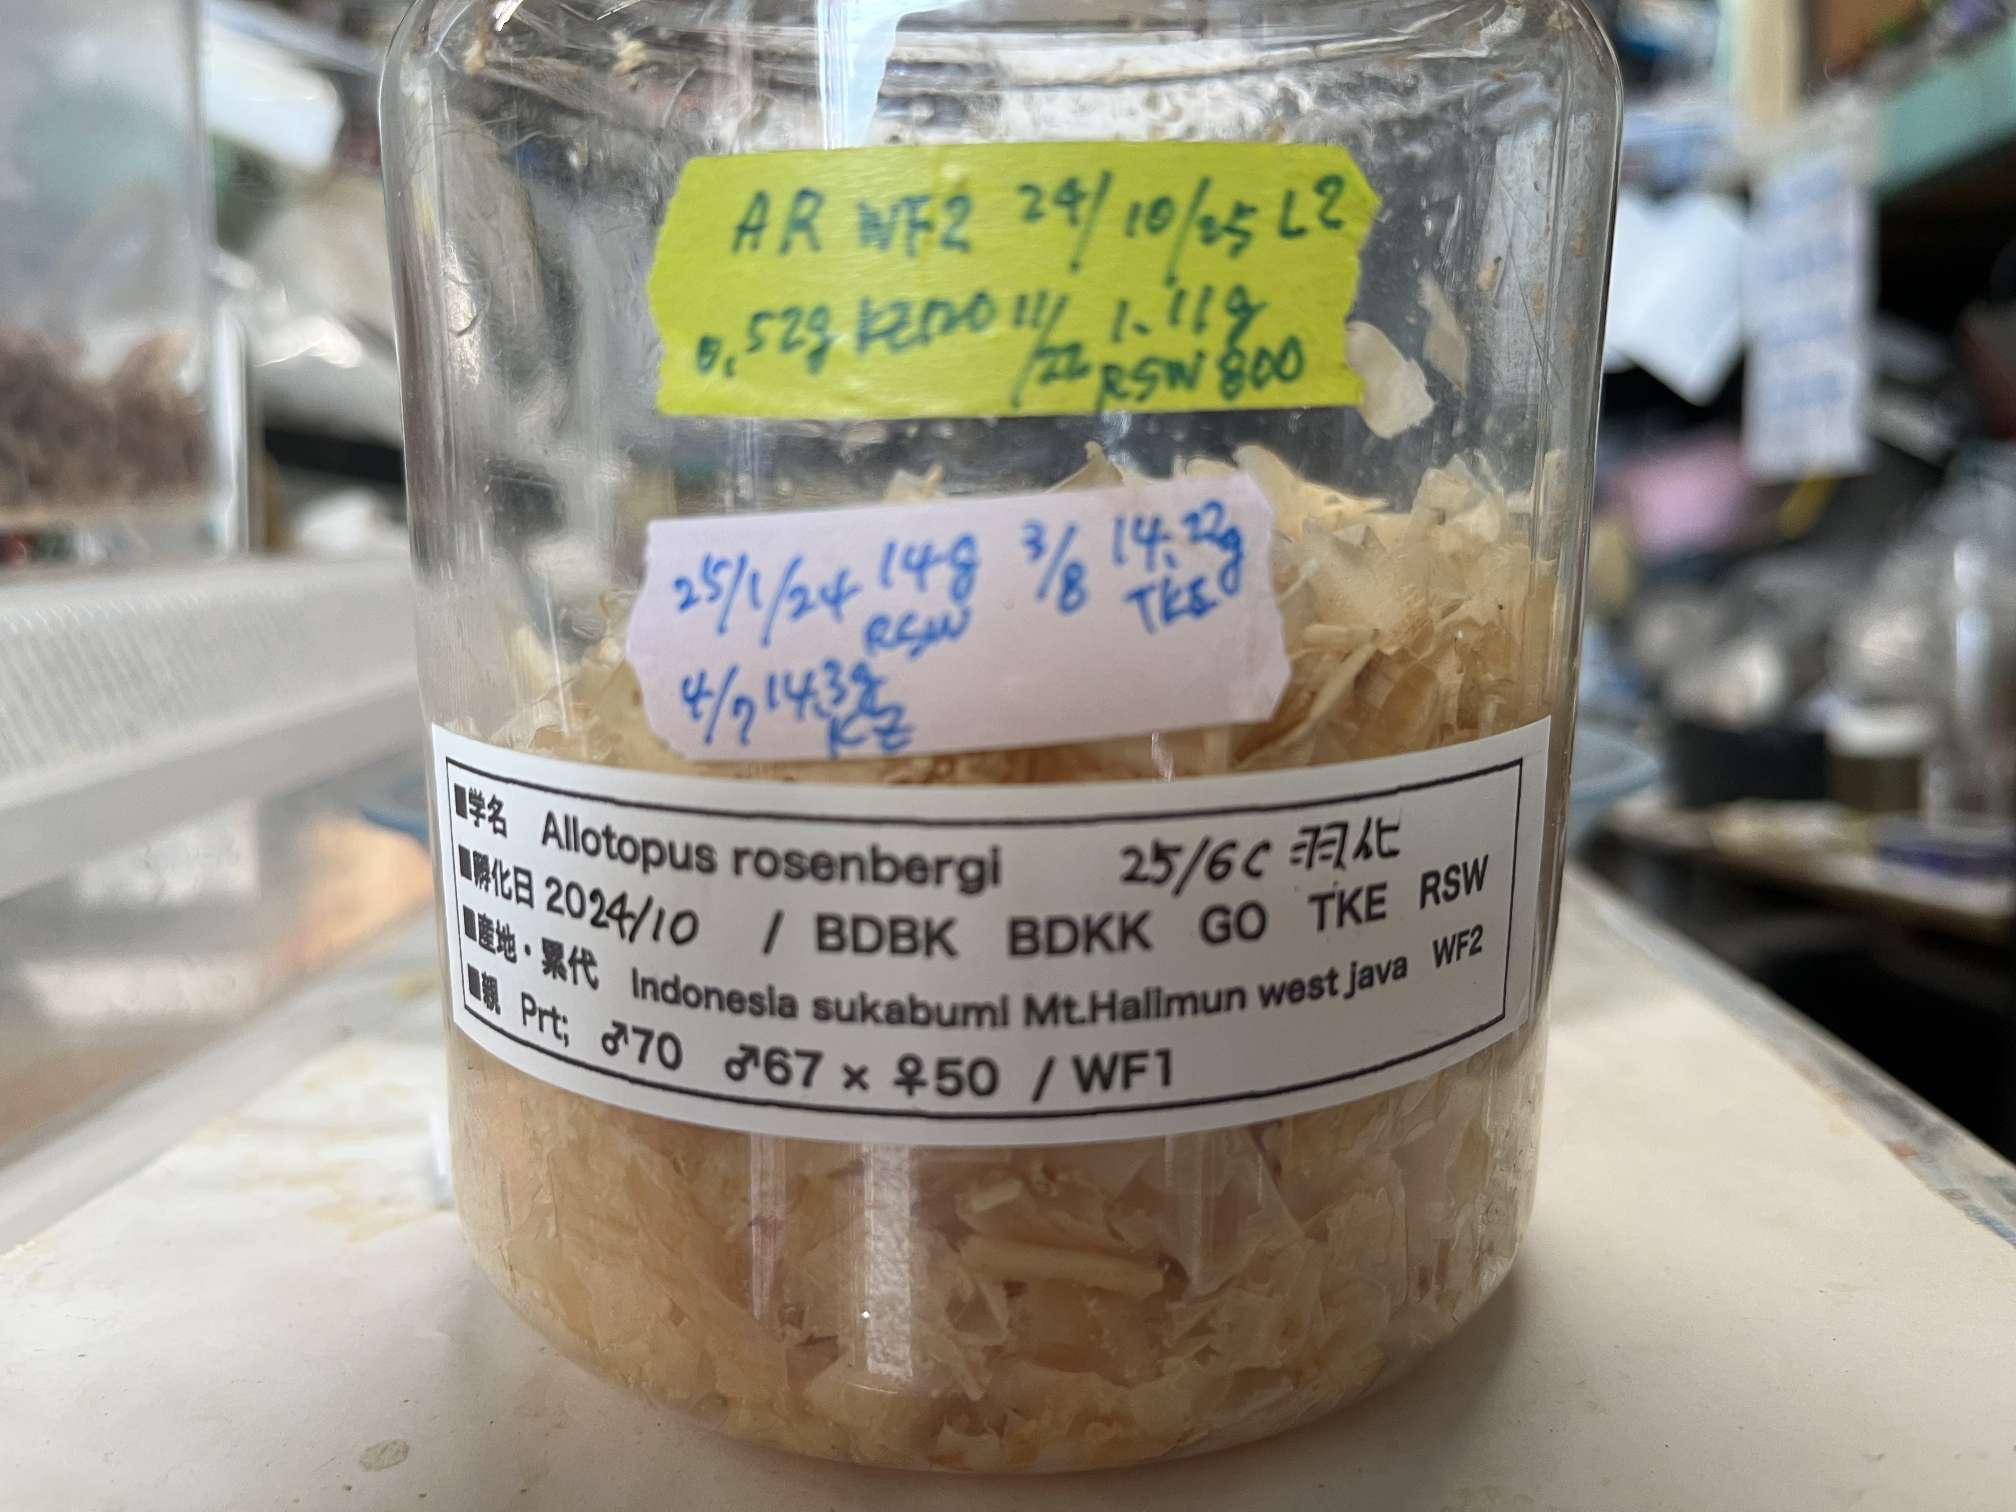 AR WF2 24/10/25 L2
0.52g 11/22 1.11g
RSW 800
25/1/24 14g 3/8 14.22g
RSW TKE
4/7 14.3g
KZ
■学名 Allotopus rosenbergi 25/6C 羽化
■孵化日 2024/10 / BDBK BDKK GO TKE RSW
■産地・累代 Indonesia sukabumi Mt.Halimun west java WF2
■親 Prt; ♂70 ♂67 × ♀50 / WF1